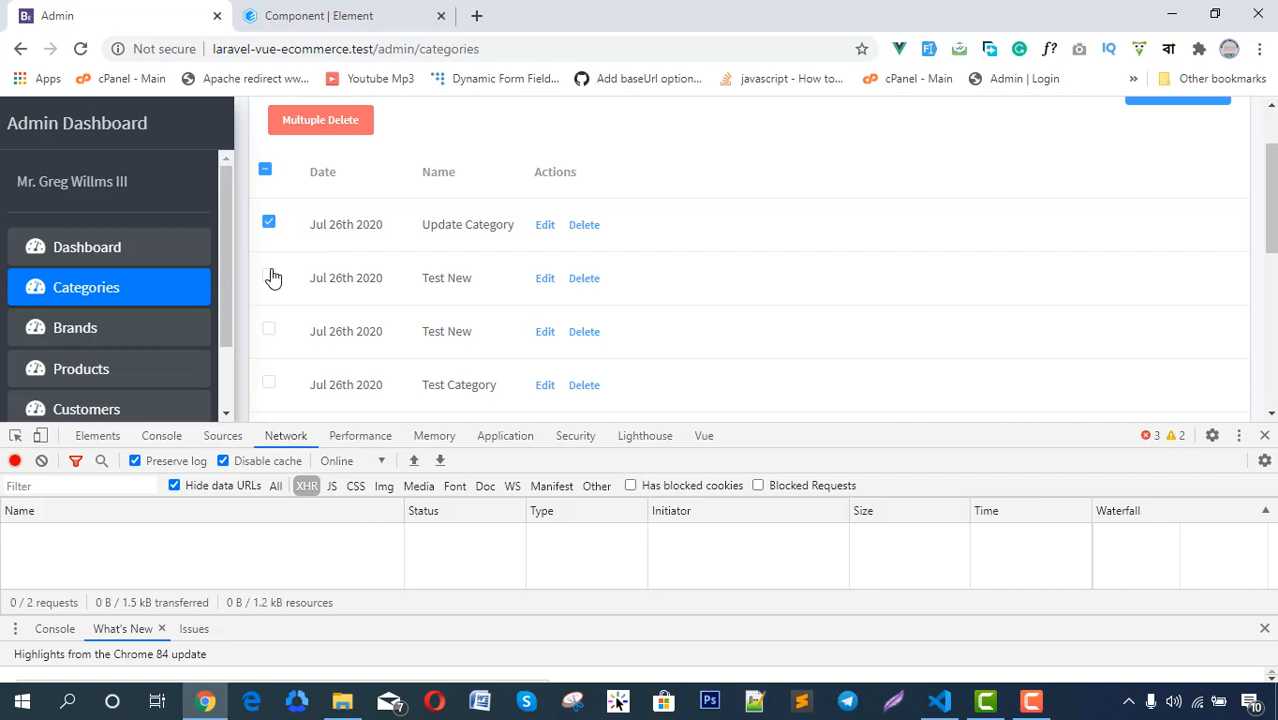 Admin
Component | Element
Not secure | laravel-vue-ecommerce.test/admin/categories
f?
IQ
বা
Apps
cPanel - Main
Apache redirect ww...
Youtube Mp3
Dynamic Form Field...
Add baseUrl option...
javascript - How to...
cPanel - Main
Admin | Login
»
Other bookmarks
Admin Dashboard
Mr. Greg Willms III
Dashboard
Categories
Brands
Products
Customers
Multuple Delete
Date Name Actions
Jul 26th 2020 Update Category Edit Delete
Jul 26th 2020 Test New Edit Delete
Jul 26th 2020 Test New Edit Delete
Jul 26th 2020 Test Category Edit Delete
Elements Console Sources Network Performance Memory Application Security Lighthouse Vue 3 2
Preserve log Disable cache Online
Filter Hide data URLs All XHR JS CSS Img Media Font Doc WS Manifest Other Has blocked cookies Blocked Requests
Name Status Type Initiator Size Time Waterfall
0 / 2 requests 0 B / 1.5 kB transferred 0 B / 1.2 kB resources
Console What's New Issues
Highlights from the Chrome 84 update
7
Ps
10